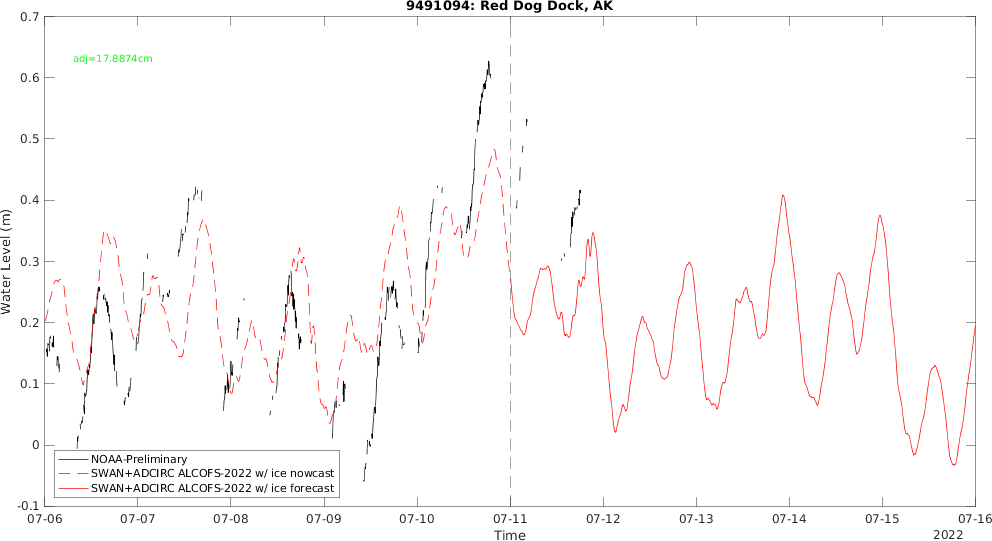 9491094: Red Dog Dock, AK
adj=17.8874cm
Water Level (m)
0.7
0.6
0.5
0.4
0.3
0.2
0.1
0
-0.1
NOAA-Preliminary
SWAN+ADCIRC ALCOFS-2022 w/ ice nowcast
SWAN+ADCIRC ALCOFS-2022 w/ ice forecast
07-06 07-07 07-08 07-09 07-10 07-11 07-12 07-13 07-14 07-15 07-16
Time
2022